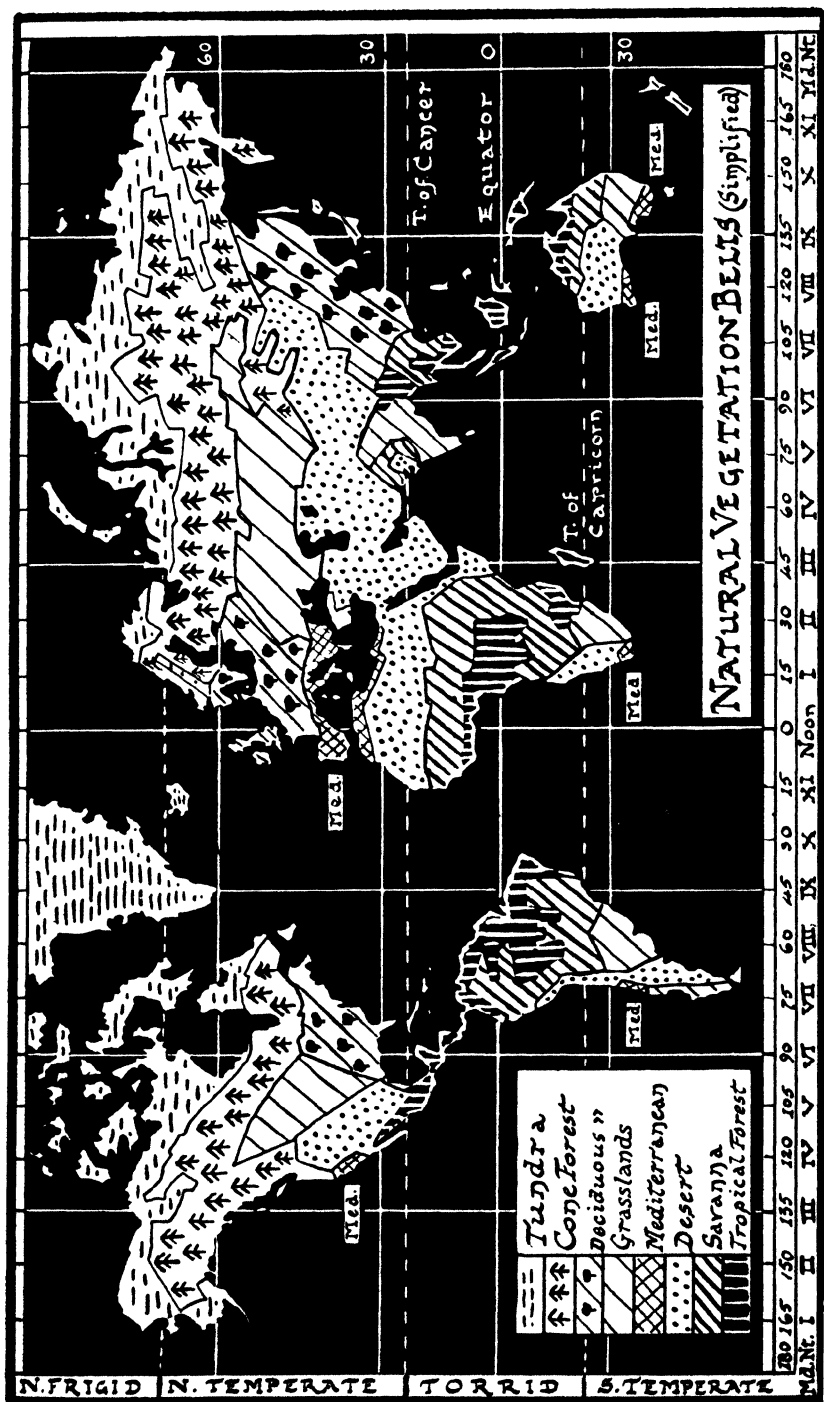 N. FRIGID
N. TEMPERATE
TORRID
S. TEMPERATE
60
30
T. of Cancer
Equator
0
T. of
Capricorn
30
Med.
Med.
Med
Med
Med.
Med.
Tundra
Cone Forest
Deciduous "
Grasslands
Mediterranean
Desert
Savanna
Tropical Forest
NATURAL VEGETATION BELTS (Simplified)
180 165 150 135 120 105 90 75 60 45 30 15 0 15 30 45 60 75 90 105 120 135 150 165 180
Md.Nt. I II III IV V VI VII VIII IX X XI Noon I II III IV V VI VII VIII IX X XI Md.Nt.